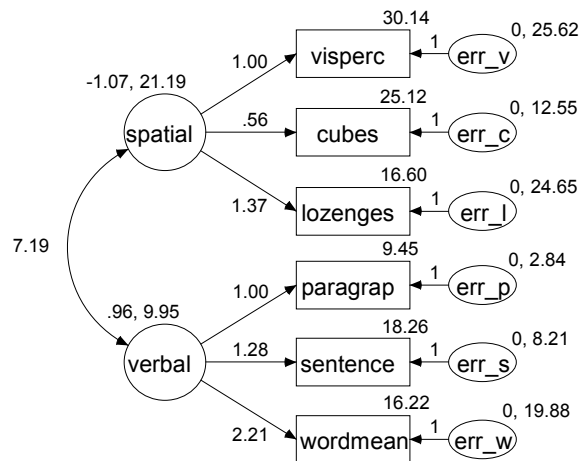 30.14
0, 25.62
1.00
visperc
1
err_v
-1.07, 21.19
25.12
0, 12.55
spatial
.56
cubes
1
err_c
16.60
0, 24.65
1.37
lozenges
1
err_l
7.19
9.45
0, 2.84
1.00
paragrap
1
err_p
.96, 9.95
18.26
0, 8.21
verbal
1.28
sentence
1
err_s
16.22
0, 19.88
2.21
wordmean
1
err_w